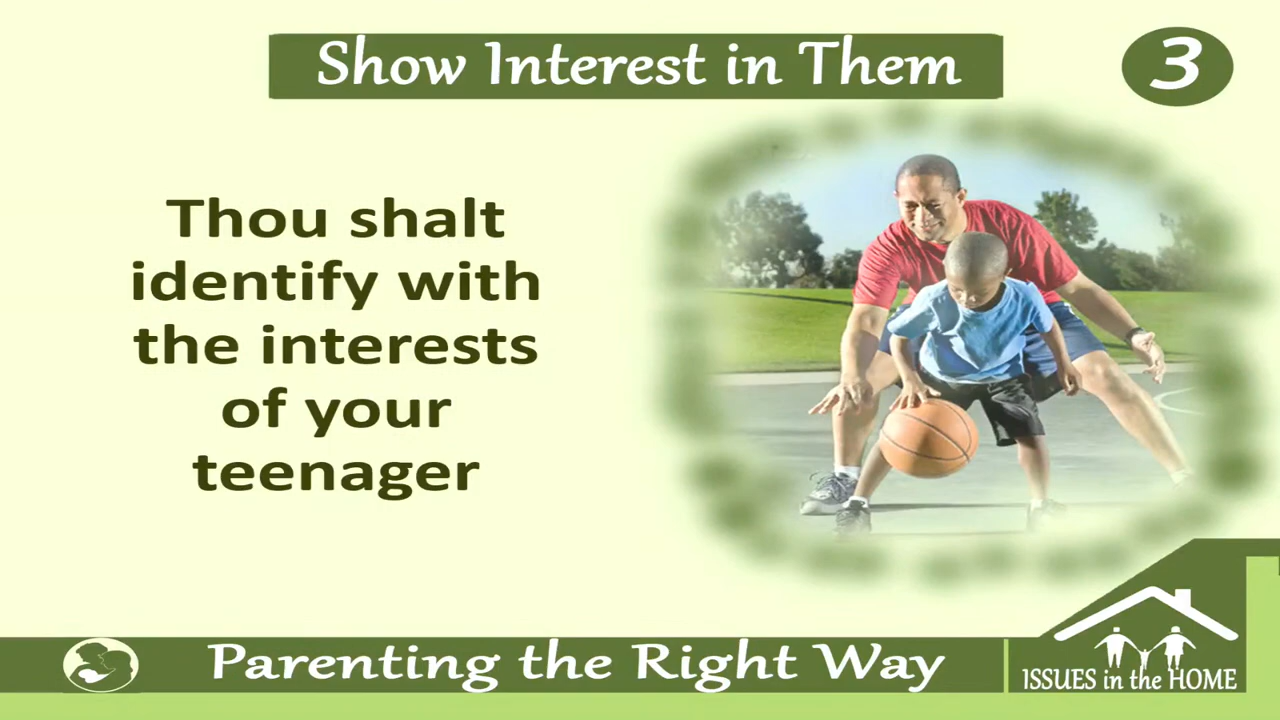 Show Interest in Them
3
Thou shalt
identify with
the interests
of your
teenager
Parenting the Right Way
ISSUES in the HOME